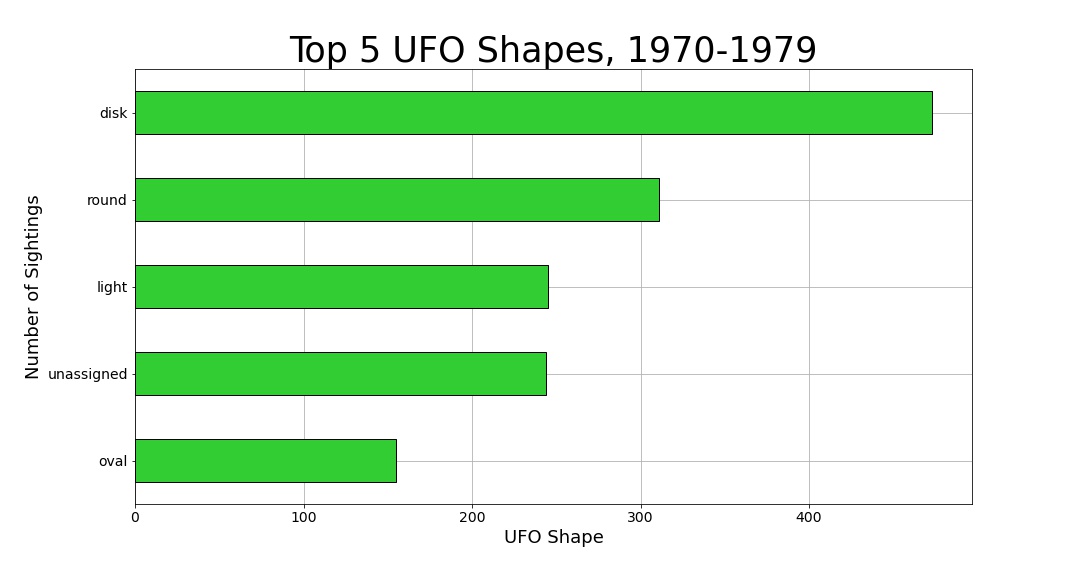 Top 5 UFO Shapes, 1970-1979
Number of Sightings
disk
round
light
unassigned
oval
0 100 200 300 400
UFO Shape